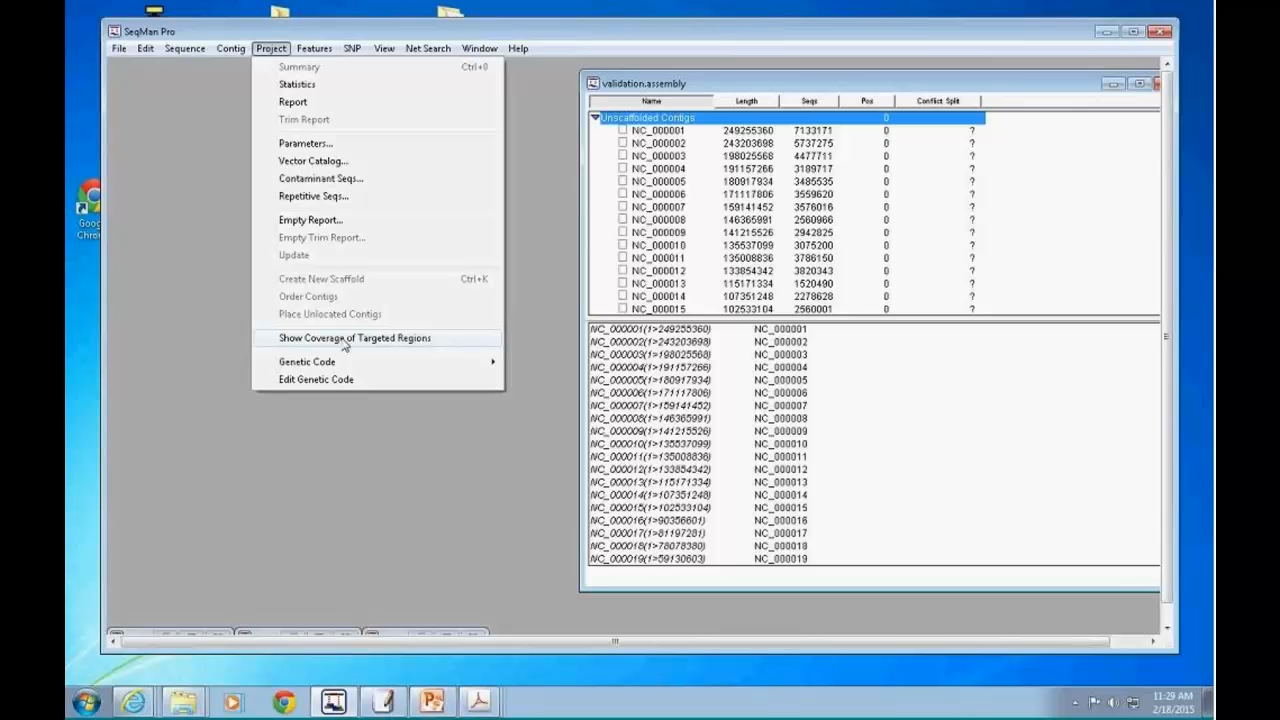 SeqMan Pro
File Edit Sequence Contig Project Features SNP View Net Search Window Help
Summary Ctrl+0
Statistics
Report
Trim Report
Parameters...
Vector Catalog...
Contaminant Seqs...
Repetitive Seqs...
Empty Report...
Empty Trim Report...
Update
Create New Scaffold Ctrl+K
Order Contigs
Place Unlocated Contigs
Show Coverage of Targeted Regions
Genetic Code
Edit Genetic Code
validation.assembly
Name Length Seqs Pos Conflict Split
Unscaffolded Contigs 0
NC_000001 249255360 7133171 0 ?
NC_000002 243203698 5737275 0 ?
NC_000003 198025568 4477711 0 ?
NC_000004 191157266 3189717 0 ?
NC_000005 180917934 3485535 0 ?
NC_000006 171117806 3559620 0 ?
NC_000007 159141452 3576016 0 ?
NC_000008 146365991 2560966 0 ?
NC_000009 141215526 2942825 0 ?
NC_000010 135537099 3075200 0 ?
NC_000011 135008836 3786150 0 ?
NC_000012 133854342 3820343 0 ?
NC_000013 115171334 1520490 0 ?
NC_000014 107351248 2278628 0 ?
NC_000015 102533104 2560001 0 ?
NC_000001(1>249255360) NC_000001
NC_000002(1>243203698) NC_000002
NC_000003(1>198025568) NC_000003
NC_000004(1>191157266) NC_000004
NC_000005(1>180917934) NC_000005
NC_000006(1>171117806) NC_000006
NC_000007(1>159141452) NC_000007
NC_000008(1>146365991) NC_000008
NC_000009(1>141215526) NC_000009
NC_000010(1>135537099) NC_000010
NC_000011(1>135008836) NC_000011
NC_000012(1>133854342) NC_000012
NC_000013(1>115171334) NC_000013
NC_000014(1>107351248) NC_000014
NC_000015(1>102533104) NC_000015
NC_000016(1>90356601) NC_000016
NC_000017(1>81197281) NC_000017
NC_000018(1>78078380) NC_000018
NC_000019(1>59130603) NC_000019
Goog
Chro
11:29 AM
2/18/2015